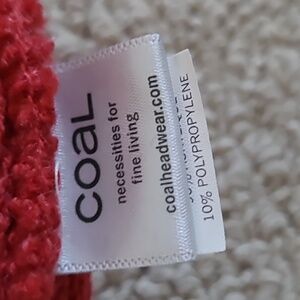 coaL
necessities for
fine living
coalheadwear.com
10% POLYPROPYLENE